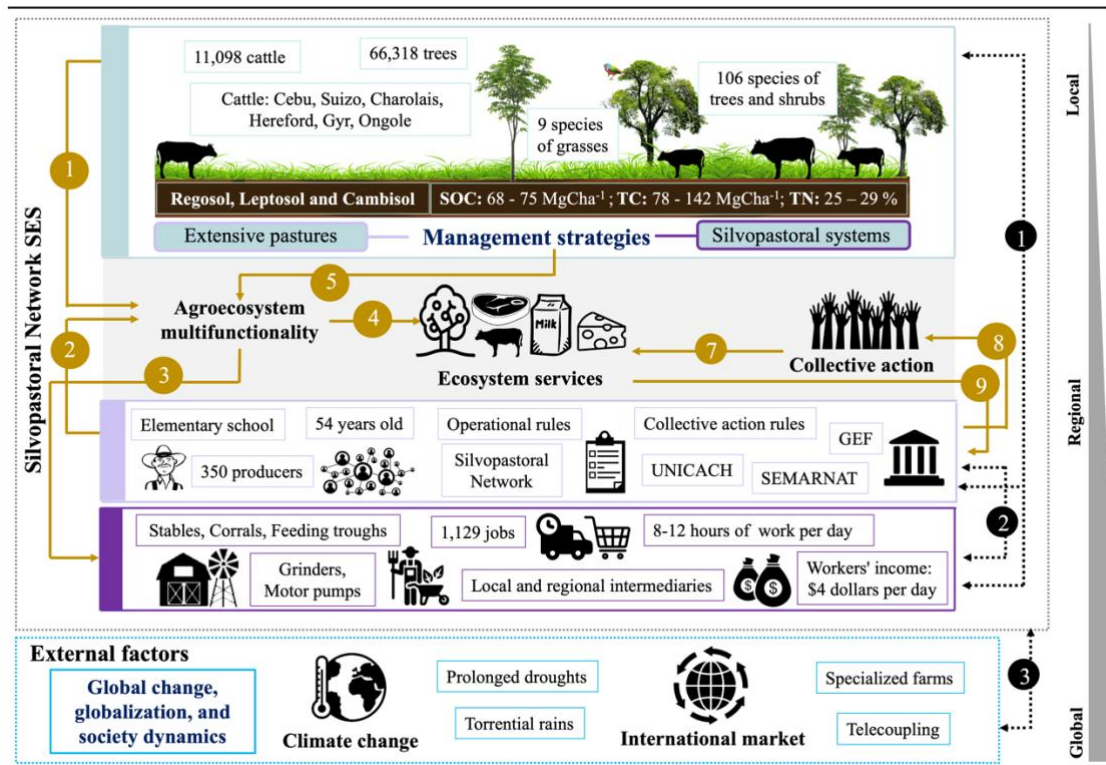 11,098 cattle
66,318 trees
Cattle: Cebu, Suizo, Charolais,
Hereford, Gyr, Ongole
9 species
of grasses
106 species of
trees and shrubs
Regosol, Leptosol and Cambisol
SOC: 68 - 75 MgCha-1 ; TC: 78 - 142 MgCha-1; TN: 25 – 29 %
Extensive pastures
Management strategies
Silvopastoral systems
1
5
Agroecosystem
multifunctionality
4
Milk
Ecosystem services
7
Collective action
8
2
3
9
Silvopastoral Network SES
Elementary school
54 years old
Operational rules
Collective action rules
GEF
350 producers
Silvopastoral
Network
UNICACH
SEMARNAT
Stables, Corrals, Feeding troughs
1,129 jobs
8-12 hours of work per day
Grinders,
Motor pumps
Local and regional intermediaries
$
$
Workers' income:
$4 dollars per day
1
2
3
External factors
Global change,
globalization, and
society dynamics
Climate change
Prolonged droughts
Torrential rains
International market
Specialized farms
Telecoupling
Local
Regional
Global